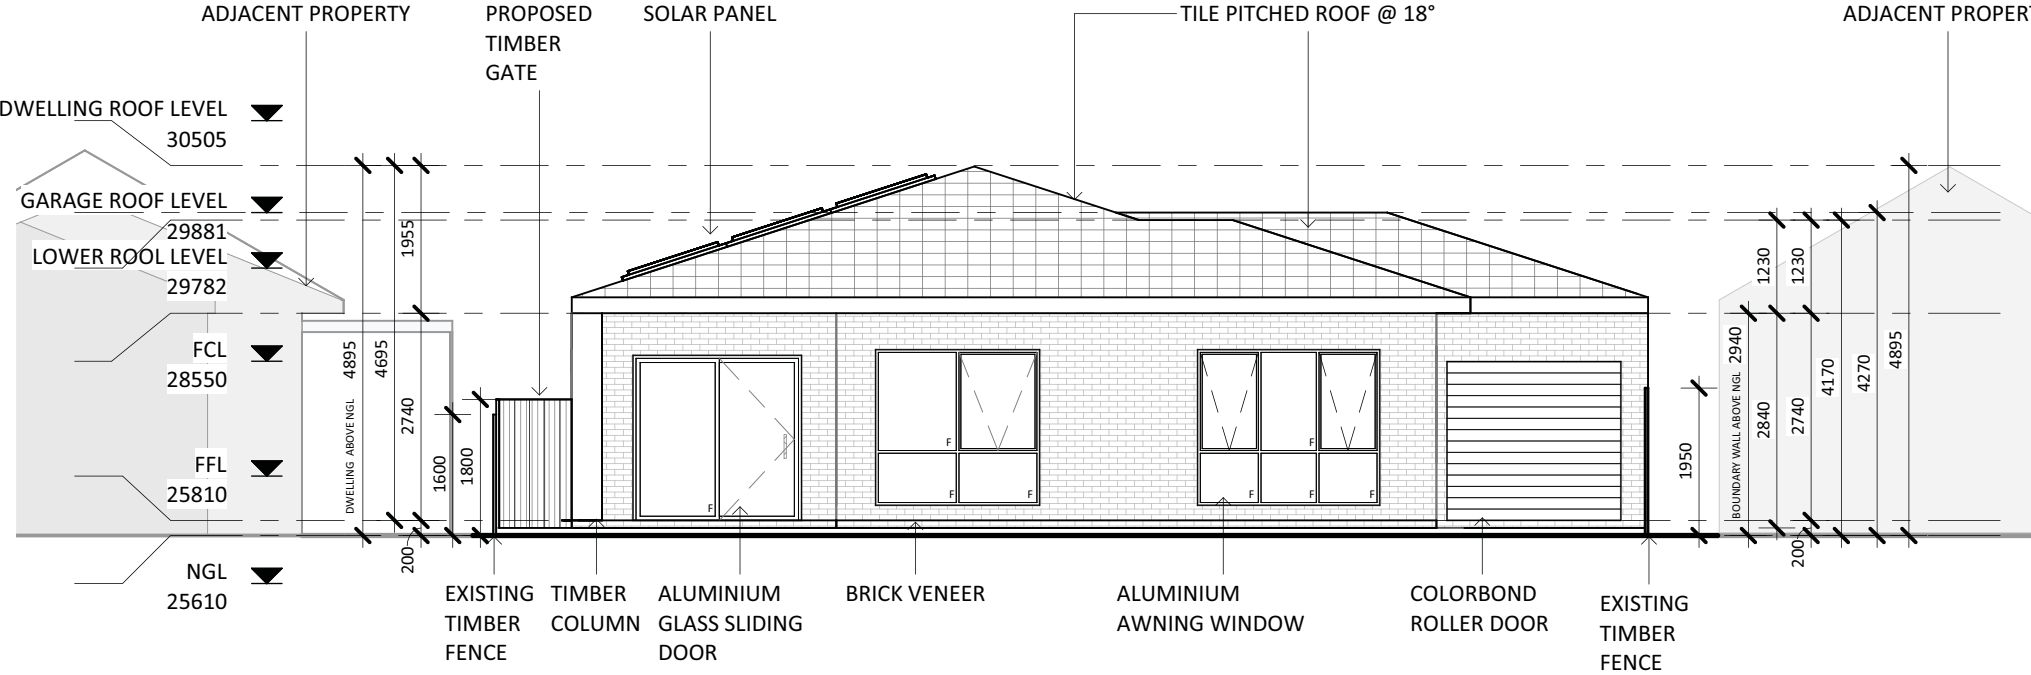 ADJACENT PROPERTY
PROPOSED
TIMBER
GATE
SOLAR PANEL
TILE PITCHED ROOF @ 18°
ADJACENT PROPERT
DWELLING ROOF LEVEL
30505
GARAGE ROOF LEVEL
29881
LOWER ROOL LEVEL
29782
FCL
28550
FFL
25810
NGL
25610
DWELLING ABOVE NGL 4895
4695
1955
2740
200
1600
1800
F
F
F
F
F
F
F
F
1950
BOUNDARY WALL ABOVE NGL 2940
1230
2840
1230
2740
200
4170
4270
4895
EXISTING
TIMBER
FENCE
TIMBER
COLUMN
ALUMINIUM
GLASS SLIDING
DOOR
BRICK VENEER
ALUMINIUM
AWNING WINDOW
COLORBOND
ROLLER DOOR
EXISTING
TIMBER
FENCE